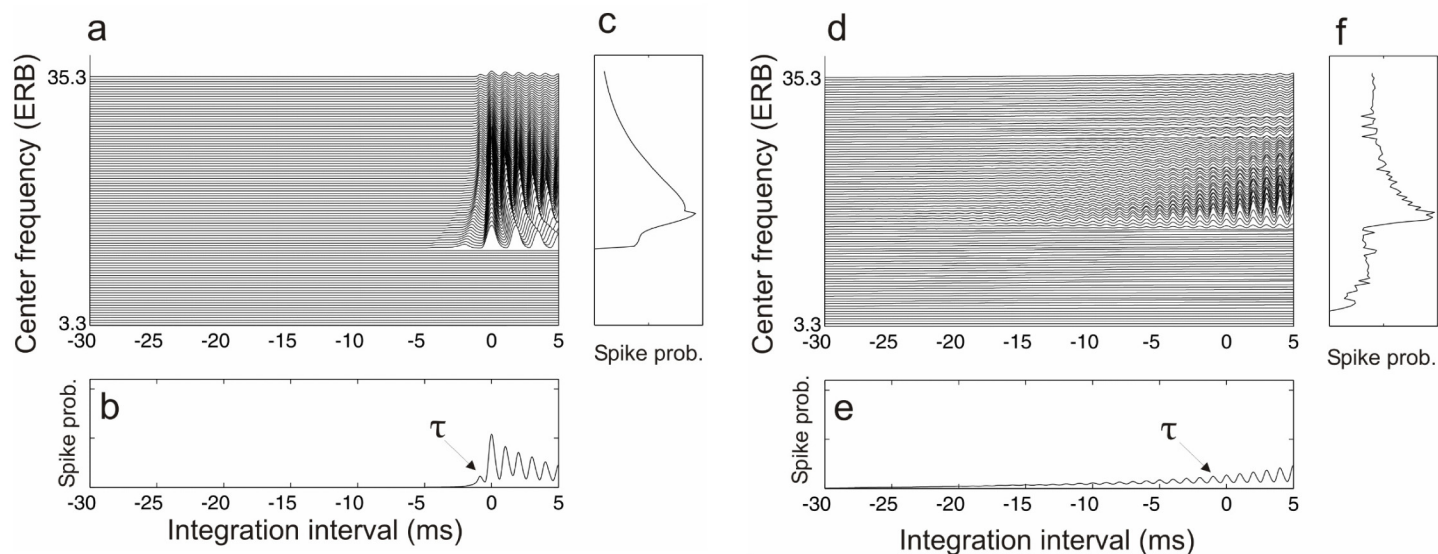 a
35.3
Center frequency (ERB)
3.3
-30 -25 -20 -15 -10 -5 0 5
c
Spike prob.
b
Spike prob.
τ
-30 -25 -20 -15 -10 -5 0 5
Integration interval (ms)
d
35.3
Center frequency (ERB)
3.3
-30 -25 -20 -15 -10 -5 0 5
f
Spike prob.
e
Spike prob.
τ
-30 -25 -20 -15 -10 -5 0 5
Integration interval (ms)